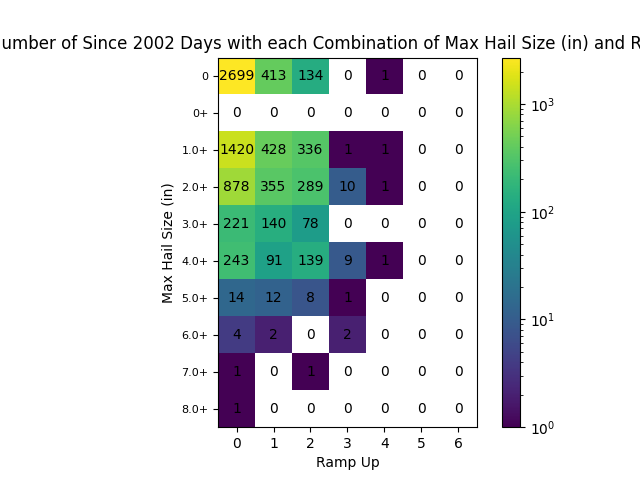 umber of Since 2002 Days with each Combination of Max Hail Size (in) and R
0 2699 413 134 0 1 0 0
0+ 0 0 0 0 0 0 0
1.0+ 1420 428 336 1 1 0 0
2.0+ 878 355 289 10 1 0 0
3.0+ 221 140 78 0 0 0 0
4.0+ 243 91 139 9 1 0 0
5.0+ 14 12 8 1 0 0 0
6.0+ 4 2 0 2 0 0 0
7.0+ 1 0 1 0 0 0 0
8.0+ 1 0 0 0 0 0 0
0 1 2 3 4 5 6
Ramp Up
Max Hail Size (in)
10³
10²
10¹
10⁰